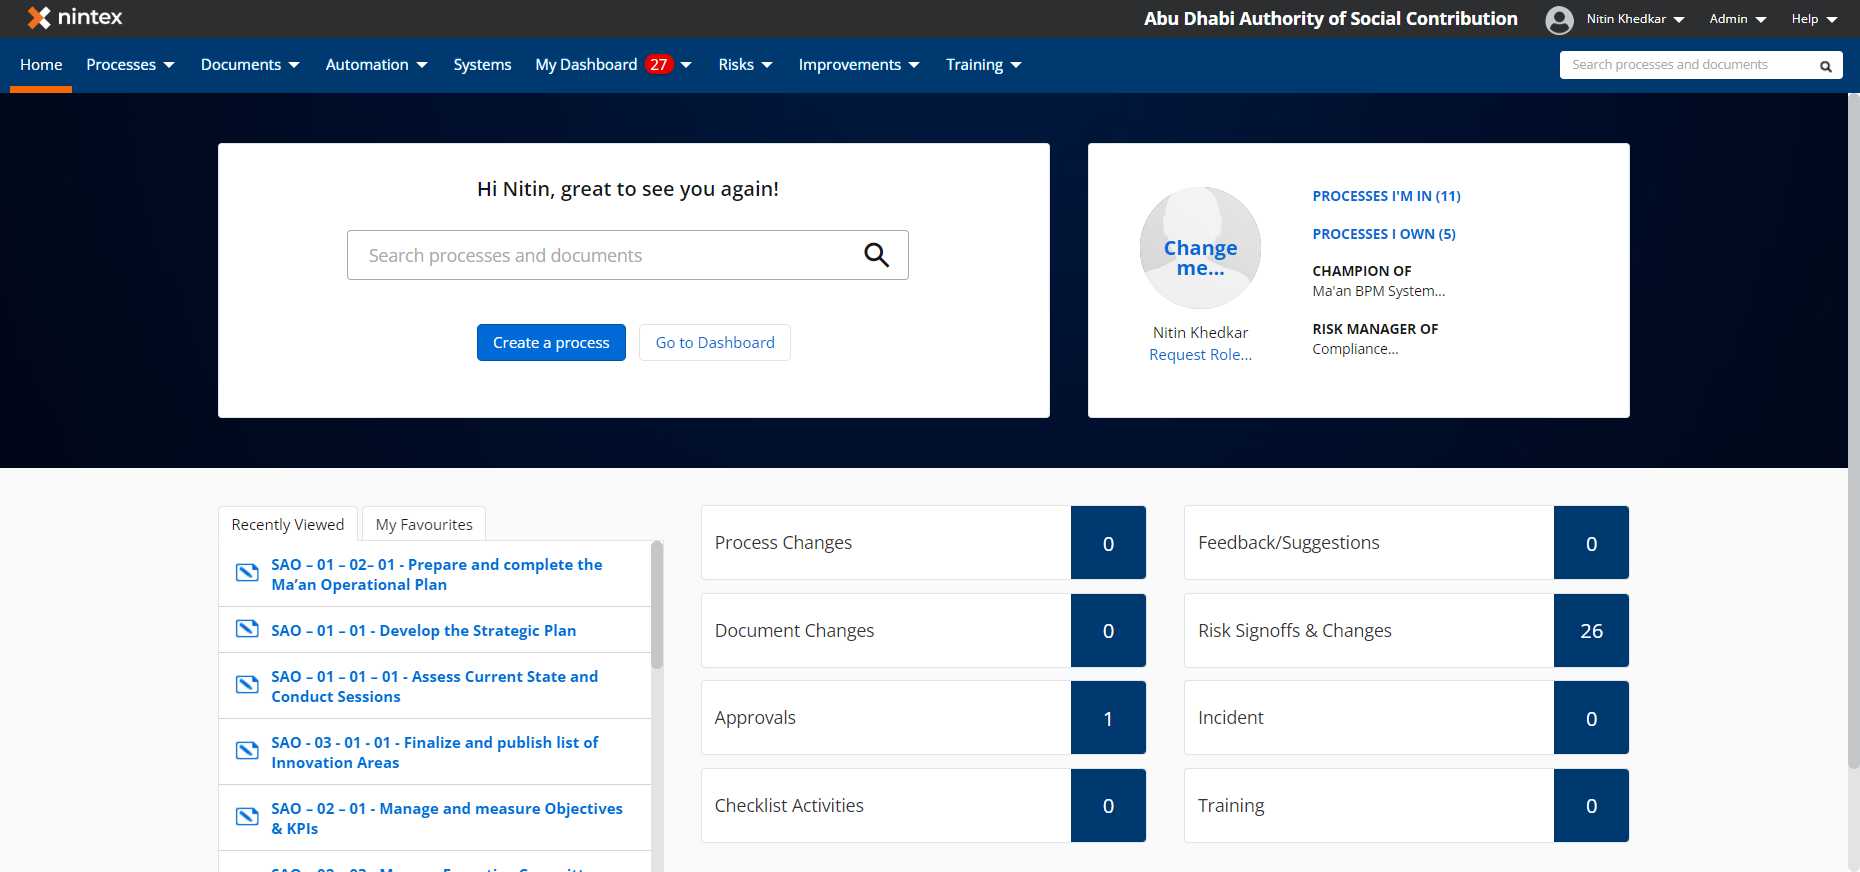 nintex
Abu Dhabi Authority of Social Contribution
Nitin Khedkar
Admin
Help
Home
Processes
Documents
Automation
Systems
My Dashboard 27
Risks
Improvements
Training
Search processes and documents
Hi Nitin, great to see you again!
Search processes and documents
Create a process
Go to Dashboard
Change
me...
Nitin Khedkar
Request Role...
PROCESSES I'M IN (11)
PROCESSES I OWN (5)
CHAMPION OF
Ma'an BPM System...
RISK MANAGER OF
Compliance...
Recently Viewed
My Favourites
SAO – 01 – 02– 01 - Prepare and complete the
Ma’an Operational Plan
SAO – 01 – 01 - Develop the Strategic Plan
SAO – 01 – 01 – 01 - Assess Current State and
Conduct Sessions
SAO - 03 - 01 - 01 - Finalize and publish list of
Innovation Areas
SAO – 02 – 01 - Manage and measure Objectives
& KPIs
Process Changes 0
Feedback/Suggestions 0
Document Changes 0
Risk Signoffs & Changes 26
Approvals 1
Incident 0
Checklist Activities 0
Training 0